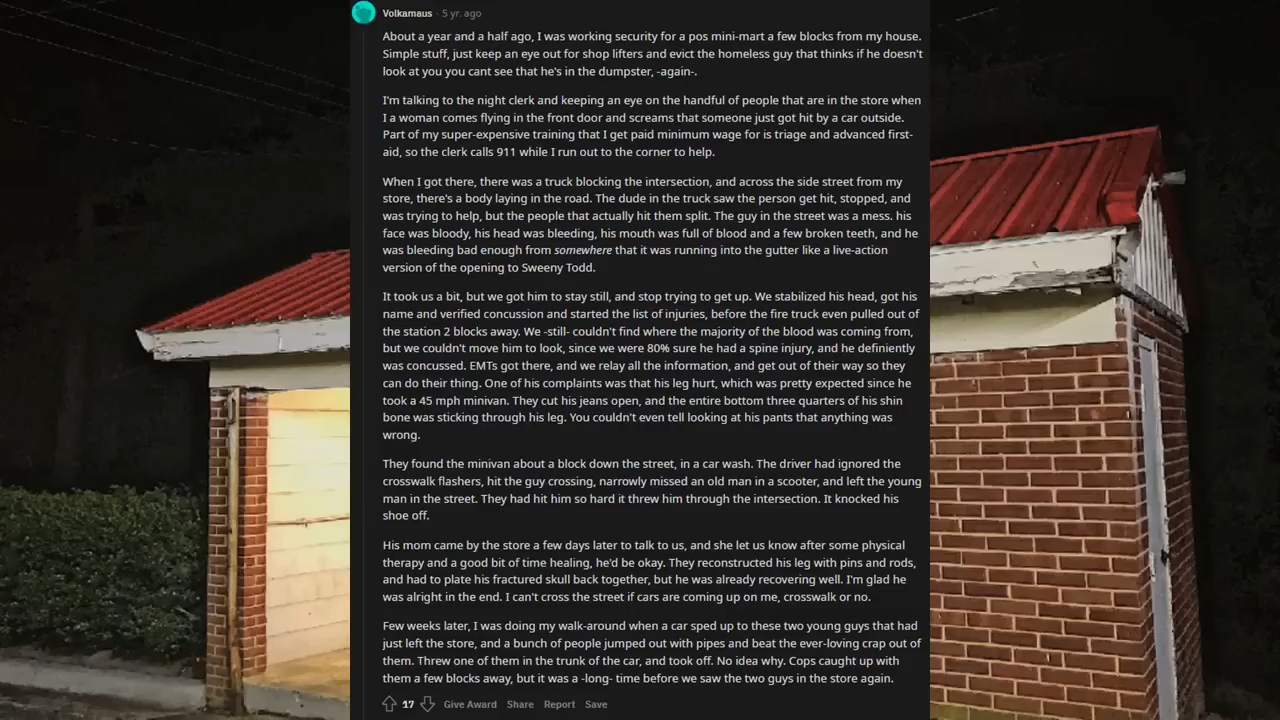 Volkamaus · 5 yr. ago
About a year and a half ago, I was working security for a pos mini-mart a few blocks from my house.
Simple stuff, just keep an eye out for shop lifters and evict the homeless guy that thinks if he doesn't
look at you you cant see that he's in the dumpster, -again-.
I'm talking to the night clerk and keeping an eye on the handful of people that are in the store when
I a woman comes flying in the front door and screams that someone just got hit by a car outside.
Part of my super-expensive training that I get paid minimum wage for is triage and advanced first-
aid, so the clerk calls 911 while I run out to the corner to help.
When I got there, there was a truck blocking the intersection, and across the side street from my
store, there's a body laying in the road. The dude in the truck saw the person get hit, stopped, and
was trying to help, but the people that actually hit them split. The guy in the street was a mess. his
face was bloody, his head was bleeding, his mouth was full of blood and a few broken teeth, and he
was bleeding bad enough from somewhere that it was running into the gutter like a live-action
version of the opening to Sweeny Todd.
It took us a bit, but we got him to stay still, and stop trying to get up. We stabilized his head, got his
name and verified concussion and started the list of injuries, before the fire truck even pulled out of
the station 2 blocks away. We -still- couldn't find where the majority of the blood was coming from,
but we couldn't move him to look, since we were 80% sure he had a spine injury, and he definiently
was concussed. EMTs got there, and we relay all the information, and get out of their way so they
can do their thing. One of his complaints was that his leg hurt, which was pretty expected since he
took a 45 mph minivan. They cut his jeans open, and the entire bottom three quarters of his shin
bone was sticking through his leg. You couldn't even tell looking at his pants that anything was
wrong.
They found the minivan about a block down the street, in a car wash. The driver had ignored the
crosswalk flashers, hit the guy crossing, narrowly missed an old man in a scooter, and left the young
man in the street. They had hit him so hard it threw him through the intersection. It knocked his
shoe off.
His mom came by the store a few days later to talk to us, and she let us know after some physical
therapy and a good bit of time healing, he'd be okay. They reconstructed his leg with pins and rods,
and had to plate his fractured skull back together, but he was already recovering well. I'm glad he
was alright in the end. I can't cross the street if cars are coming up on me, crosswalk or no.
Few weeks later, I was doing my walk-around when a car sped up to these two young guys that had
just left the store, and a bunch of people jumped out with pipes and beat the ever-loving crap out of
them. Threw one of them in the trunk of the car, and took off. No idea why. Cops caught up with
them a few blocks away, but it was a -long- time before we saw the two guys in the store again.
17 Give Award Share Report Save